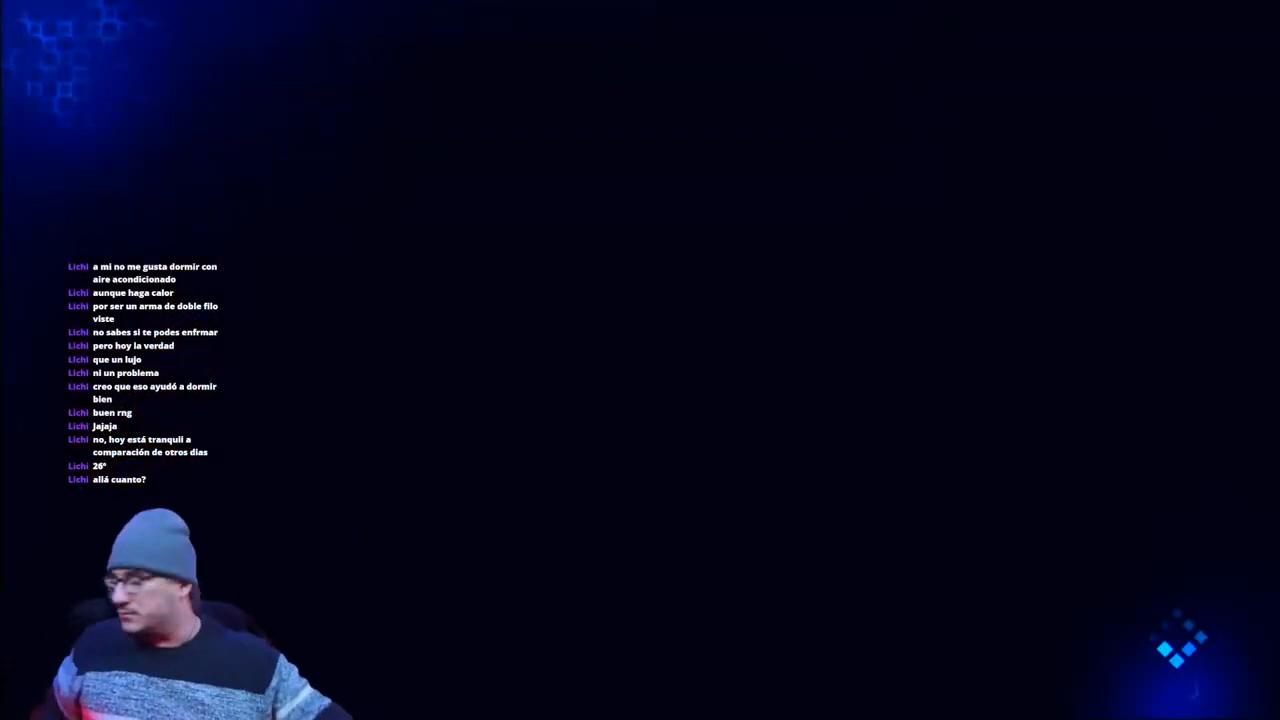 Lichi a mi no me gusta dormir con
aire acondicionado
Lichi aunque haga calor
Lichi por ser un arma de doble filo
viste
Lichi no sabes si te podes enfrmar
Lichi pero hoy la verdad
Lichi que un lujo
Lichi ni un problema
Lichi creo que eso ayudó a dormir
bien
Lichi buen rng
Lichi Jajaja
Lichi no, hoy está tranqui a
comparación de otros dias
Lichi 26°
Lichi allá cuanto?